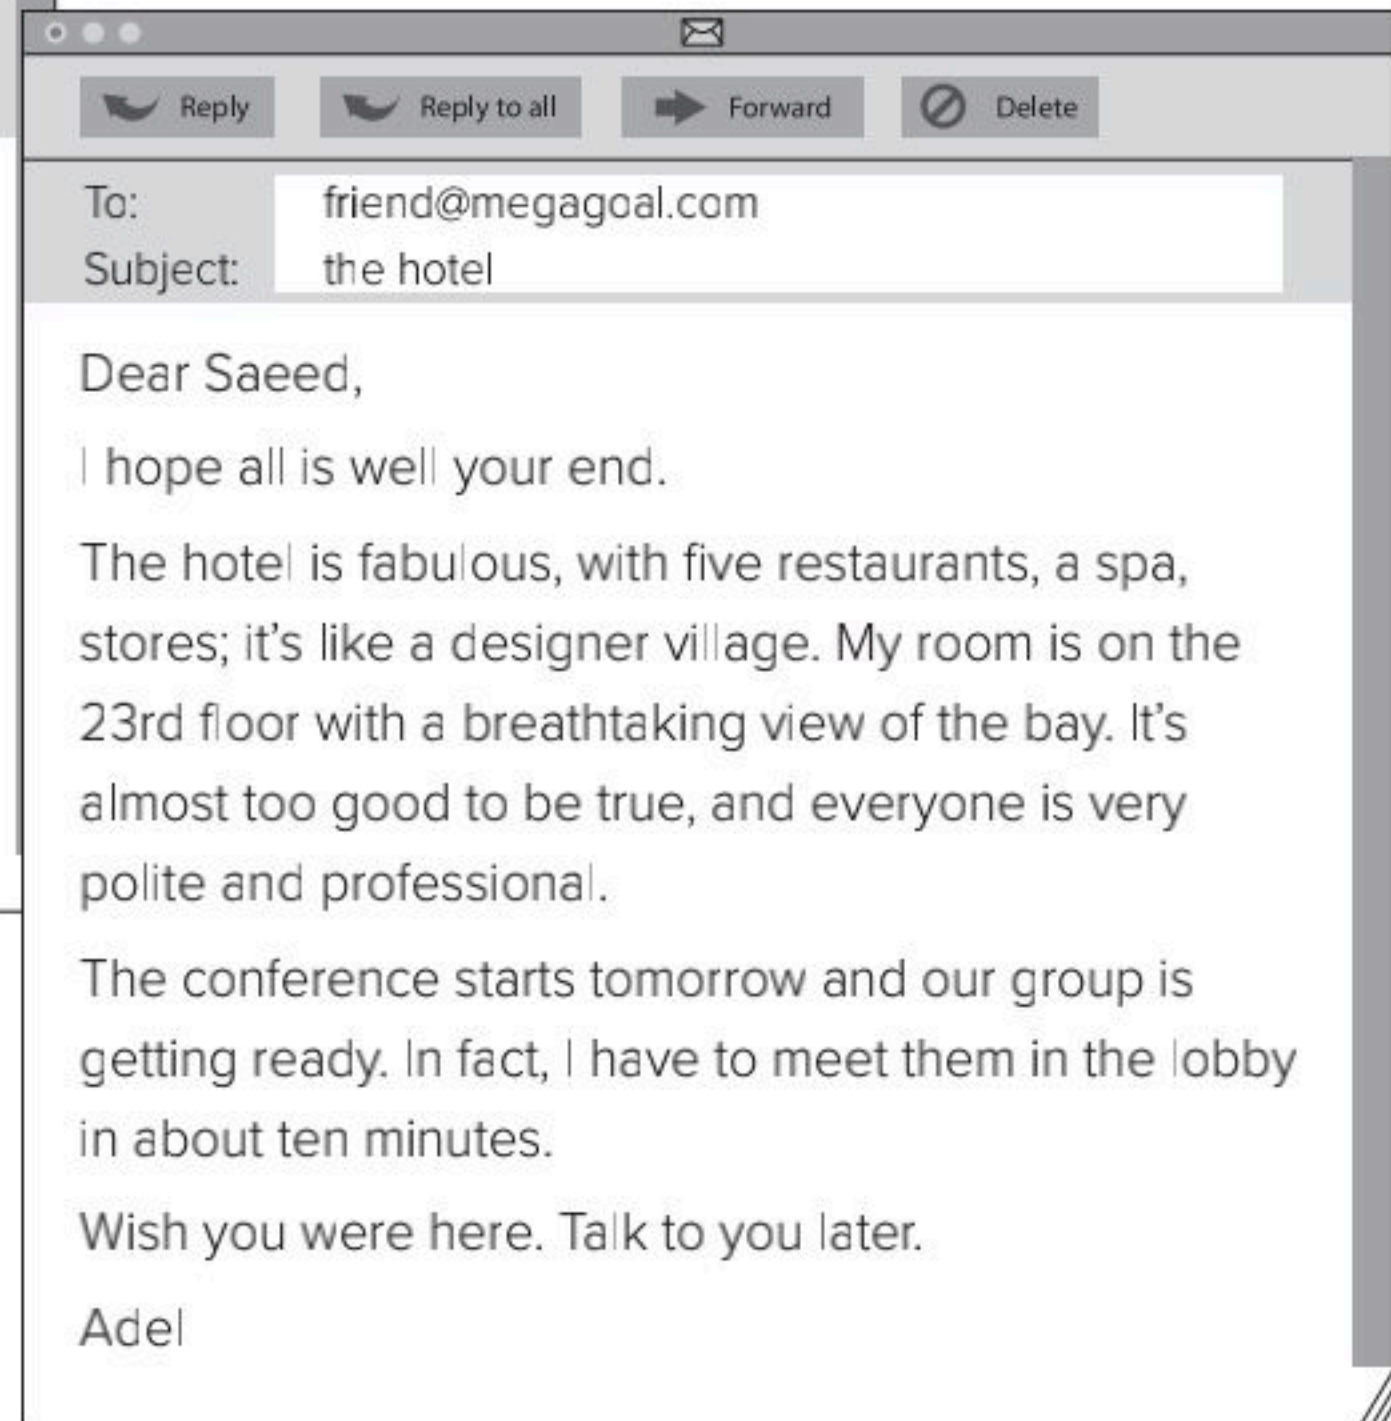 Reply Reply to all Forward Delete
To: friend@megagoal.com
Subject: the hotel
Dear Saeed,
I hope all is well your end.
The hotel is fabulous, with five restaurants, a spa,
stores; it's like a designer village. My room is on the
23rd floor with a breathtaking view of the bay. It's
almost too good to be true, and everyone is very
polite and professional.
The conference starts tomorrow and our group is
getting ready. In fact, I have to meet them in the lobby
in about ten minutes.
Wish you were here. Talk to you later.
Adel